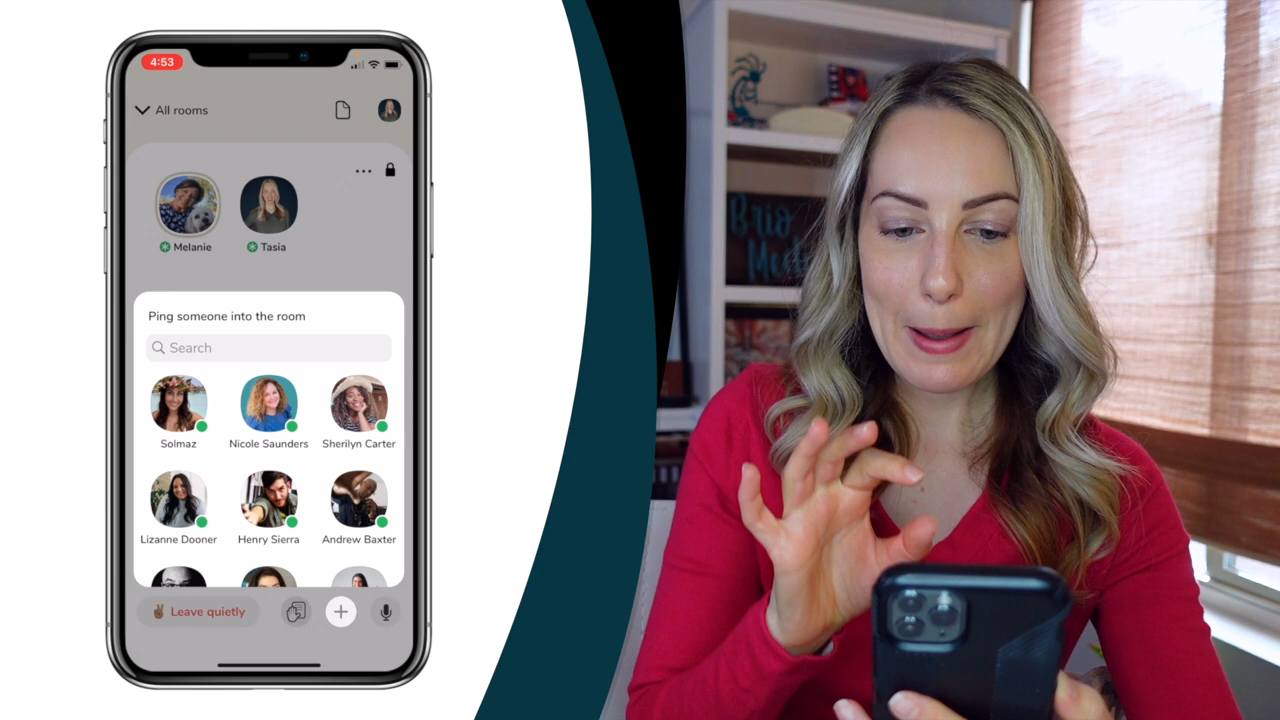 4:53
All rooms
Melanie
Tasia
Ping someone into the room
Search
Solmaz
Nicole Saunders
Sherilyn Carter
Lizanne Dooner
Henry Sierra
Andrew Baxter
Leave quietly
Brio